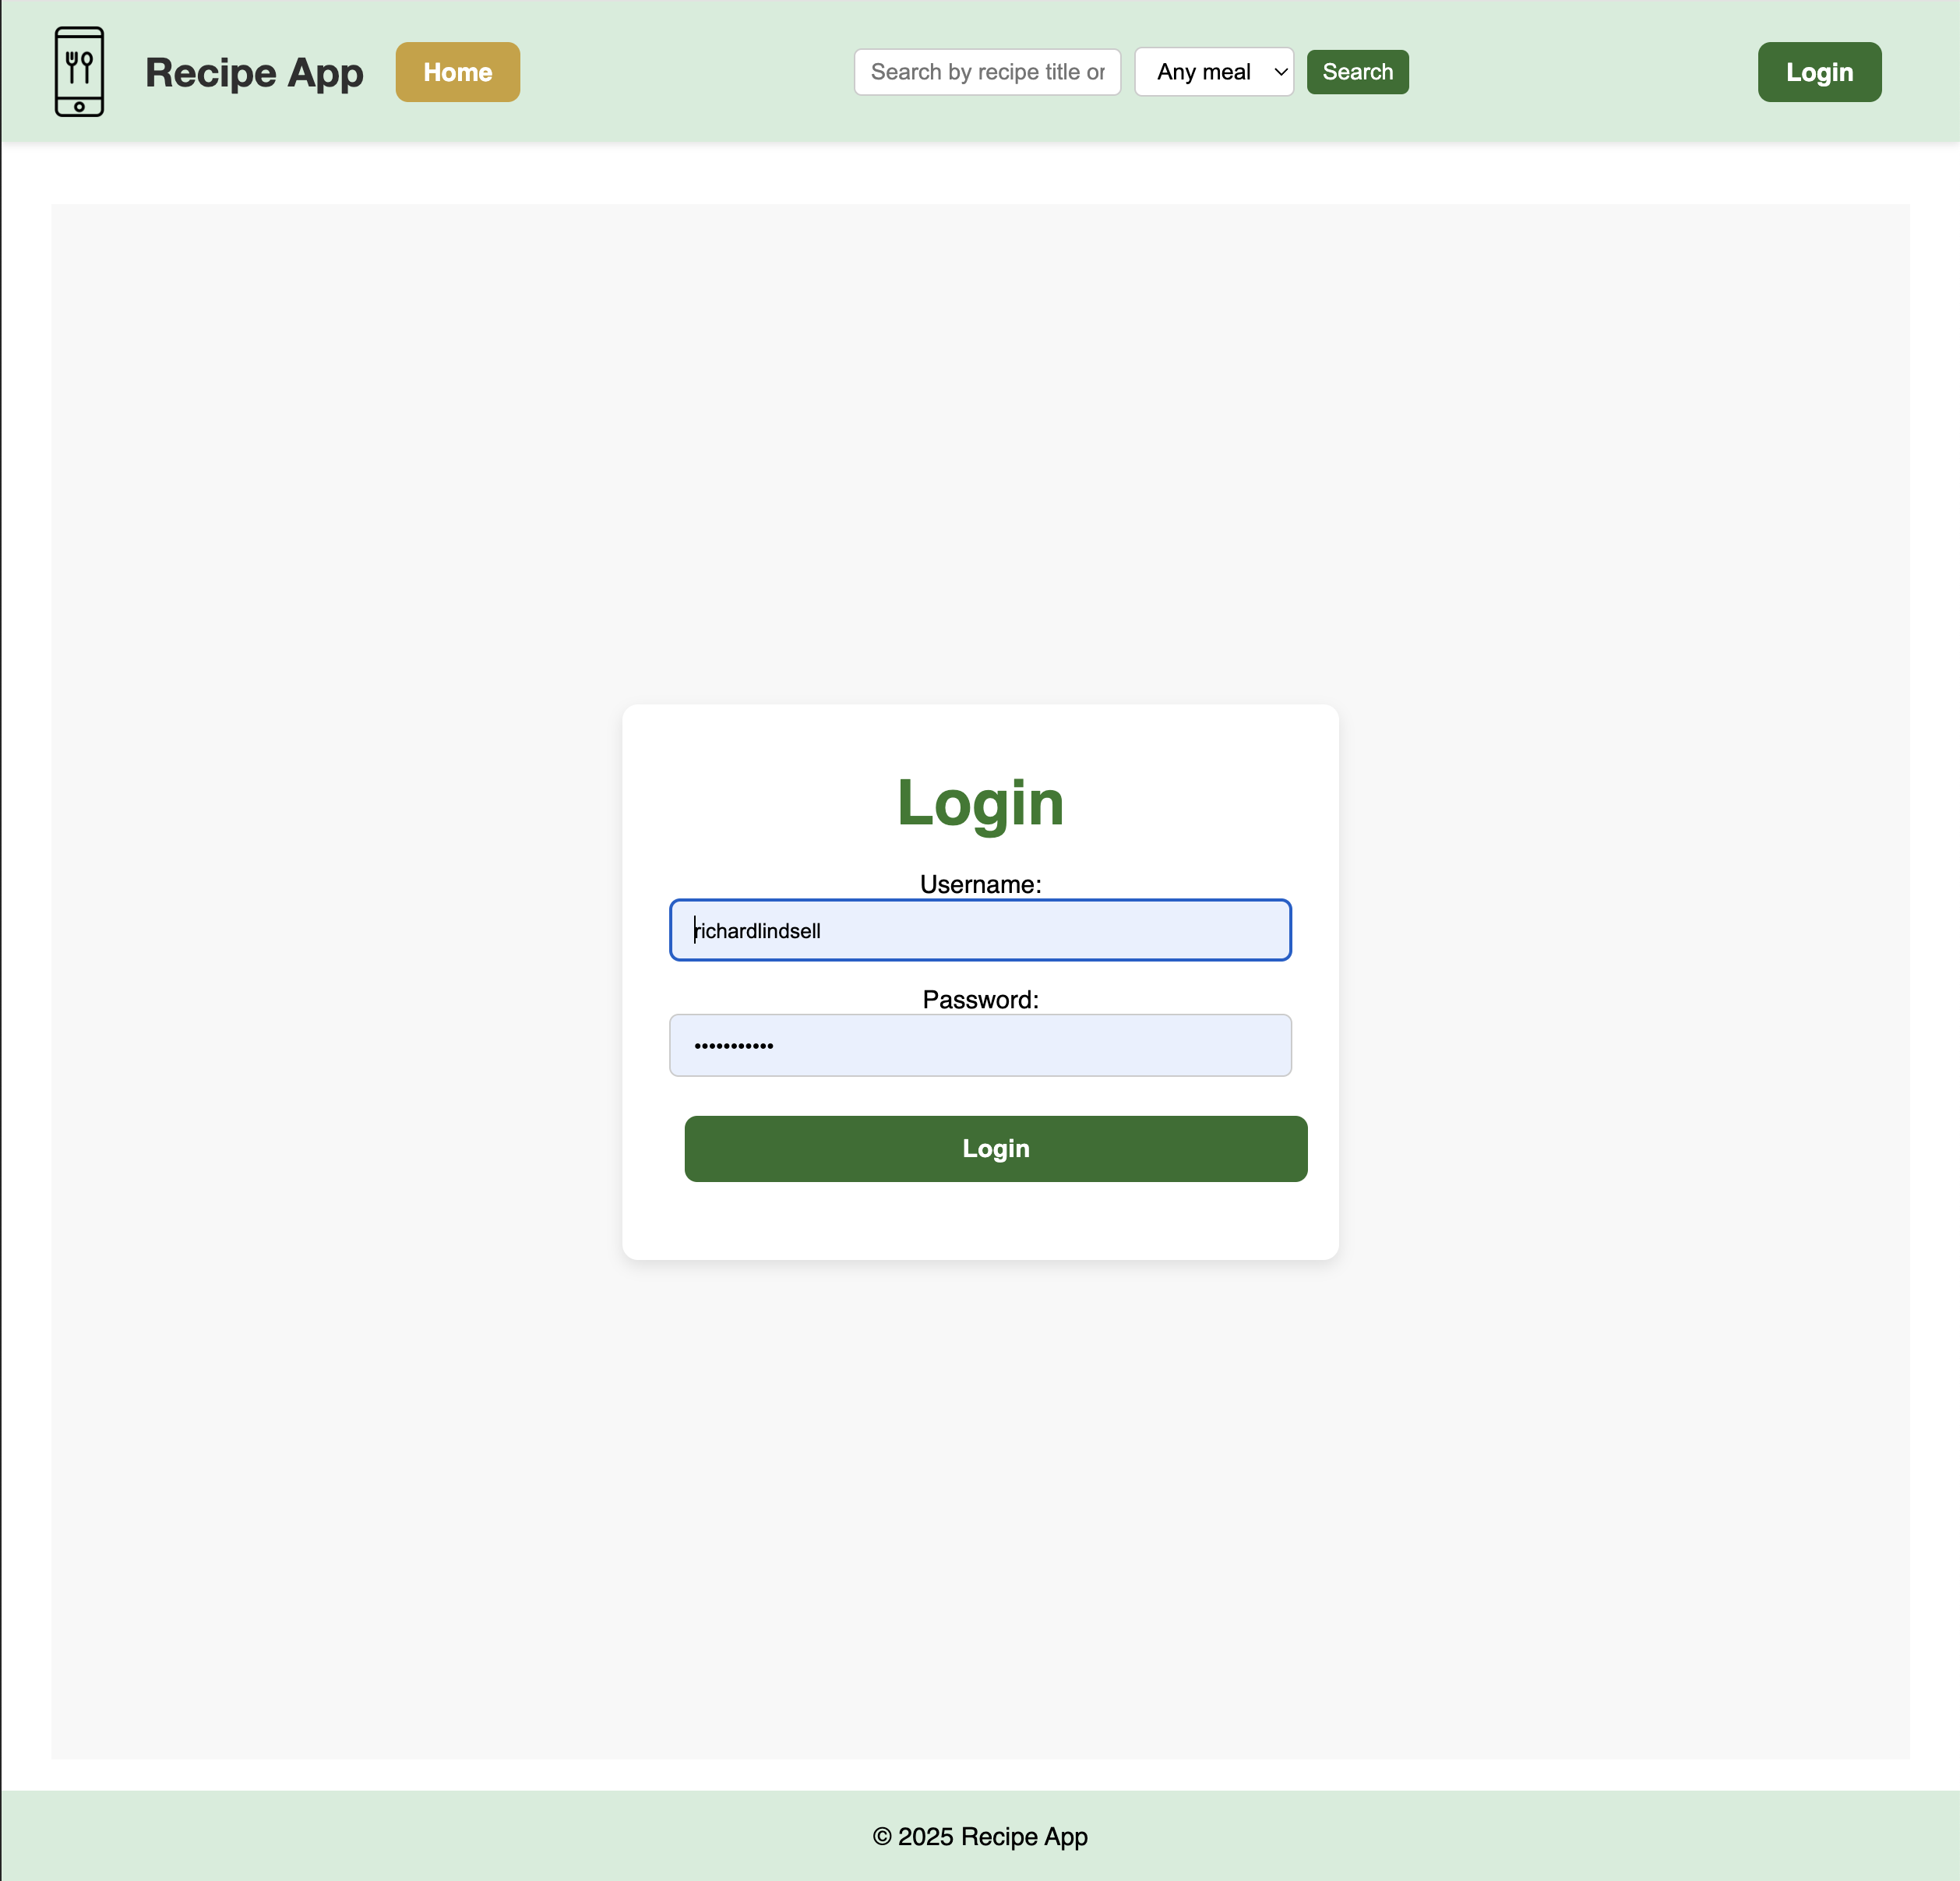 Recipe App
Home
Search by recipe title or
Any meal
Search
Login
Login
Username:
richardlindsell
Password:
•••••••••••
Login
© 2025 Recipe App